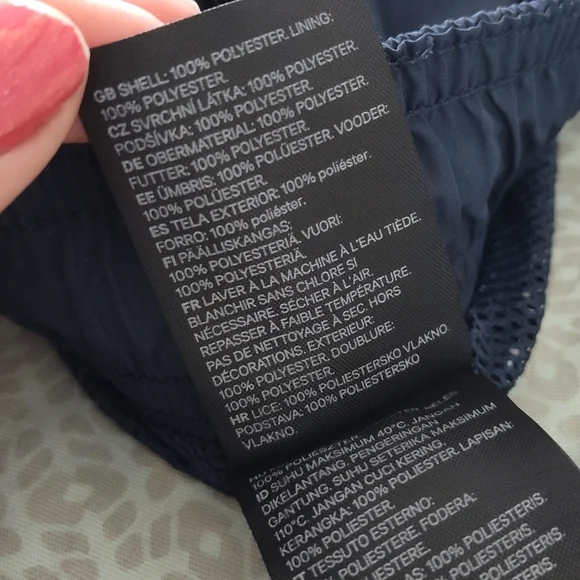 GB SHELL: 100% POLYESTER. LINING:
100% POLYESTER.
CZ SVRCHNÍ LÁTKA: 100% POLYESTER.
PODŠÍVKA: 100% POLYESTER.
DE OBERMATERIAL: 100% POLYESTER.
FUTTER: 100% POLYESTER.
EE ÜMBRIS: 100% POLÜESTER. VOODER:
100% POLÜESTER.
ES TELA EXTERIOR: 100% poliéster.
FORRO: 100% poliéster.
FI PÄÄLLISKANGAS:
100% POLYESTERIÄ. VUORI:
100% POLYESTERIÄ.
FR LAVER À LA MACHINE À L'EAU TIÈDE.
BLANCHIR SANS CHLORE SI
NÉCESSAIRE. SÉCHER À L'AIR.
REPASSER À FAIBLE TEMPÉRATURE.
PAS DE NETTOYAGE À SEC. HORS
DÉCORATIONS. EXTERIEUR:
100% POLYESTER. DOUBLURE:
100% POLYESTER.
HR LICE: 100% POLIESTERSKO VLAKNO.
PODSTAVA: 100% POLIESTERSKO
VLAKNO.
ID SUHU MAKSIMUM 40°C. JANGAN
DIKELANTANG. PENGERINGAN
GANTUNG. SUHU SETERIKA MAKSIMUM
110°C JANGAN CUCI KERING.
KERANGKA: 100% POLIESTER. LAPISAN:
100% POLIESTER.
IT TESSUTO ESTERNO:
POLIESTERE. FODERA:
POLIESTERE.
100% POLIESTERIS.
POLIESTERIS.